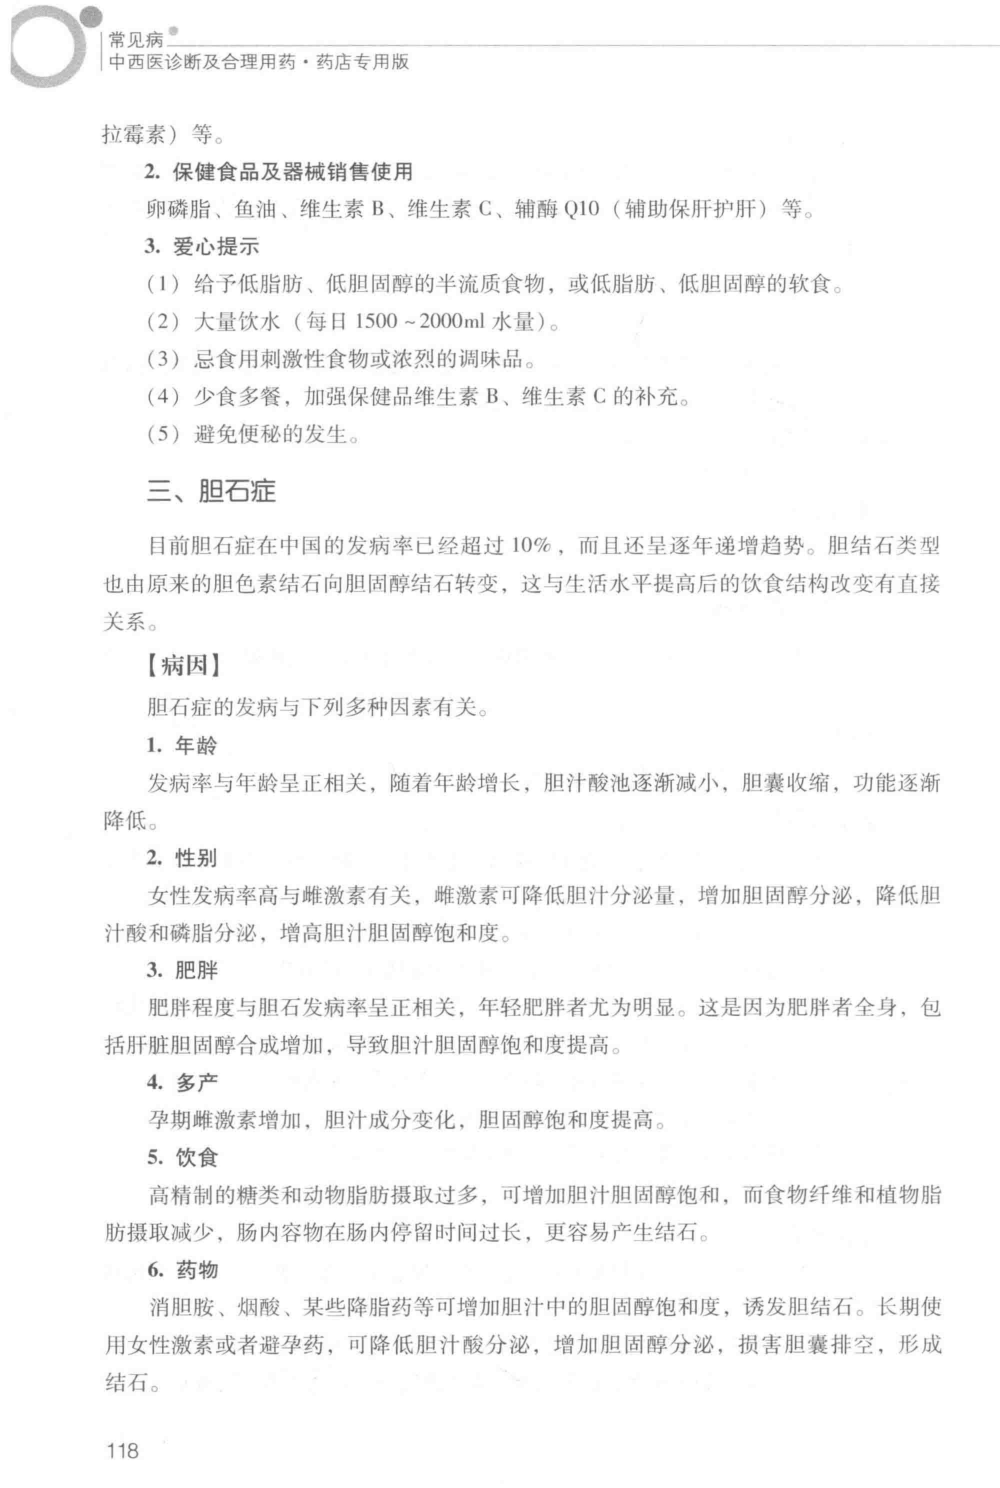 常见病
中西医诊断及合理用药·药店专用版
拉霉素）等。
2. 保健食品及器械销售使用
卵磷脂、鱼油、维生素 B、维生素 C、辅酶 Q10（辅助保肝护肝）等。
3. 爱心提示
（1）给予低脂肪、低胆固醇的半流质食物，或低脂肪、低胆固醇的软食。
（2）大量饮水（每日 1500 ~ 2000ml 水量）。
（3）忌食用刺激性食物或浓烈的调味品。
（4）少食多餐，加强保健品维生素 B、维生素 C 的补充。
（5）避免便秘的发生。
三、胆石症
目前胆石症在中国的发病率已经超过 10%，而且还呈逐年递增趋势。胆结石类型
也由原来的胆色素结石向胆固醇结石转变，这与生活水平提高后的饮食结构改变有直接
关系。
【病因】
胆石症的发病与下列多种因素有关。
1. 年龄
发病率与年龄呈正相关，随着年龄增长，胆汁酸池逐渐减小，胆囊收缩，功能逐渐
降低。
2. 性别
女性发病率高与雌激素有关，雌激素可降低胆汁分泌量，增加胆固醇分泌，降低胆
汁酸和磷脂分泌，增高胆汁胆固醇饱和度。
3. 肥胖
肥胖程度与胆石发病率呈正相关，年轻肥胖者尤为明显。这是因为肥胖者全身，包
括肝脏胆固醇合成增加，导致胆汁胆固醇饱和度提高。
4. 多产
孕期雌激素增加，胆汁成分变化，胆固醇饱和度提高。
5. 饮食
高精制的糖类和动物脂肪摄取过多，可增加胆汁胆固醇饱和，而食物纤维和植物脂
肪摄取减少，肠内容物在肠内停留时间过长，更容易产生结石。
6. 药物
消胆胺、烟酸、某些降脂药等可增加胆汁中的胆固醇饱和度，诱发胆结石。长期使
用女性激素或者避孕药，可降低胆汁酸分泌，增加胆固醇分泌，损害胆囊排空，形成
结石。
118